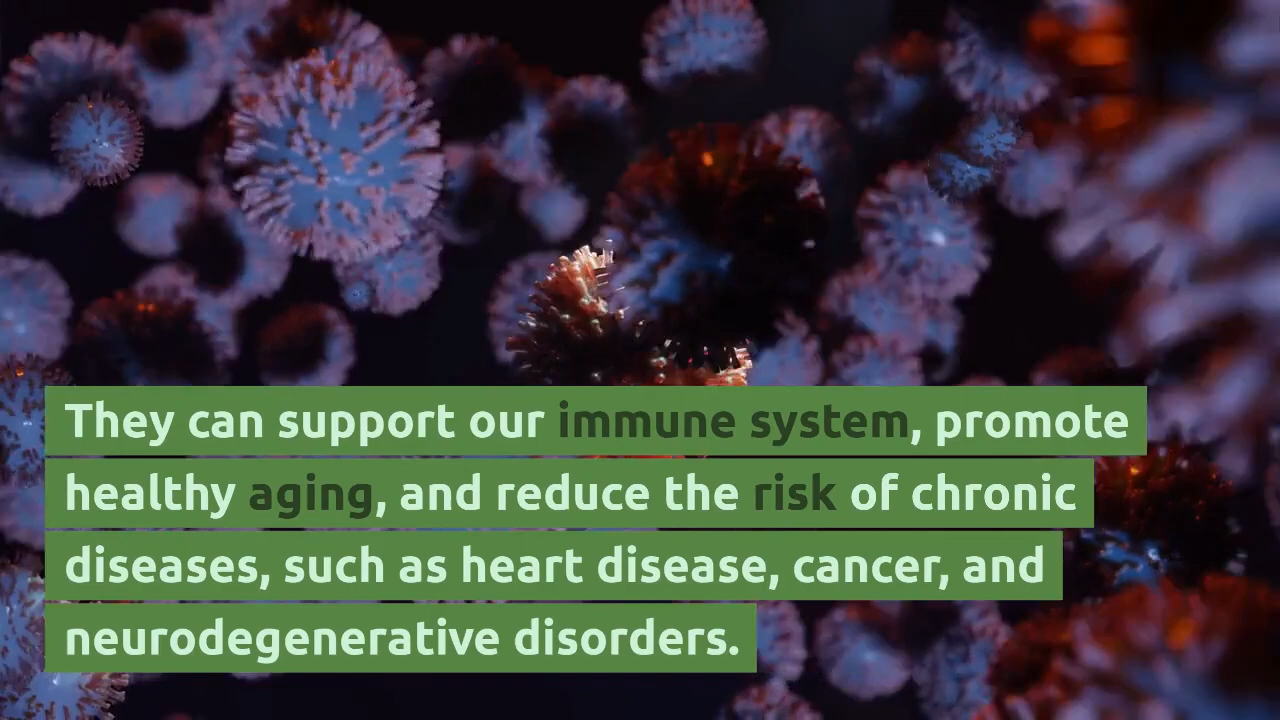 They can support our immune system, promote
healthy aging, and reduce the risk of chronic
diseases, such as heart disease, cancer, and
neurodegenerative disorders.